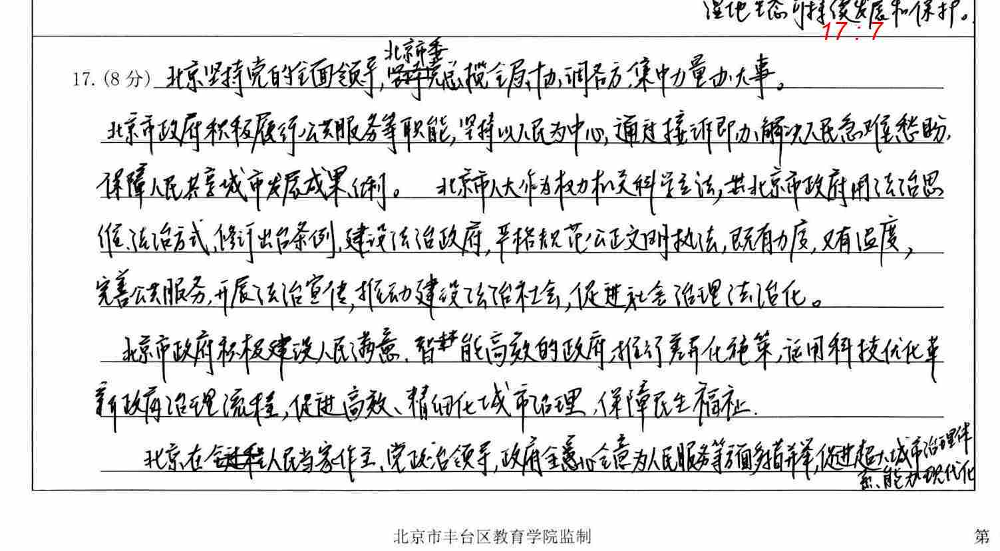 湿地生态可持续发展和保护。
17:7
北京市委
17. (8分) 北京坚持党的全面领导,总揽全局、协调各方,集中力量办大事。
北京市政府积极履行公共服务等职能,坚持以人民为中心,通过接诉即办,解决人民急难愁盼,
保障人民共享城市发展成果、便利。 北京市人大作为权力机关科学立法,北京市政府用法治思
维、法治方式,修订出台条例,建设法治政府,严格规范公正文明执法,既有力度,又有温度,
完善公共服务,开展法治宣传,推动建设法治社会,促进社会治理法治化。
北京市政府积极建设人民满意、智能高效的政府,推行差异化施策,运用科技优化革
新政府治理流程,促进高效、精细化城市治理,保障民生福祉.
北京在人民当家作主、党政治领导,政府全意心全意为人民服务等方面多措并举,促进超大城市治理体
系、能力现代化
北京市丰台区教育学院监制
第